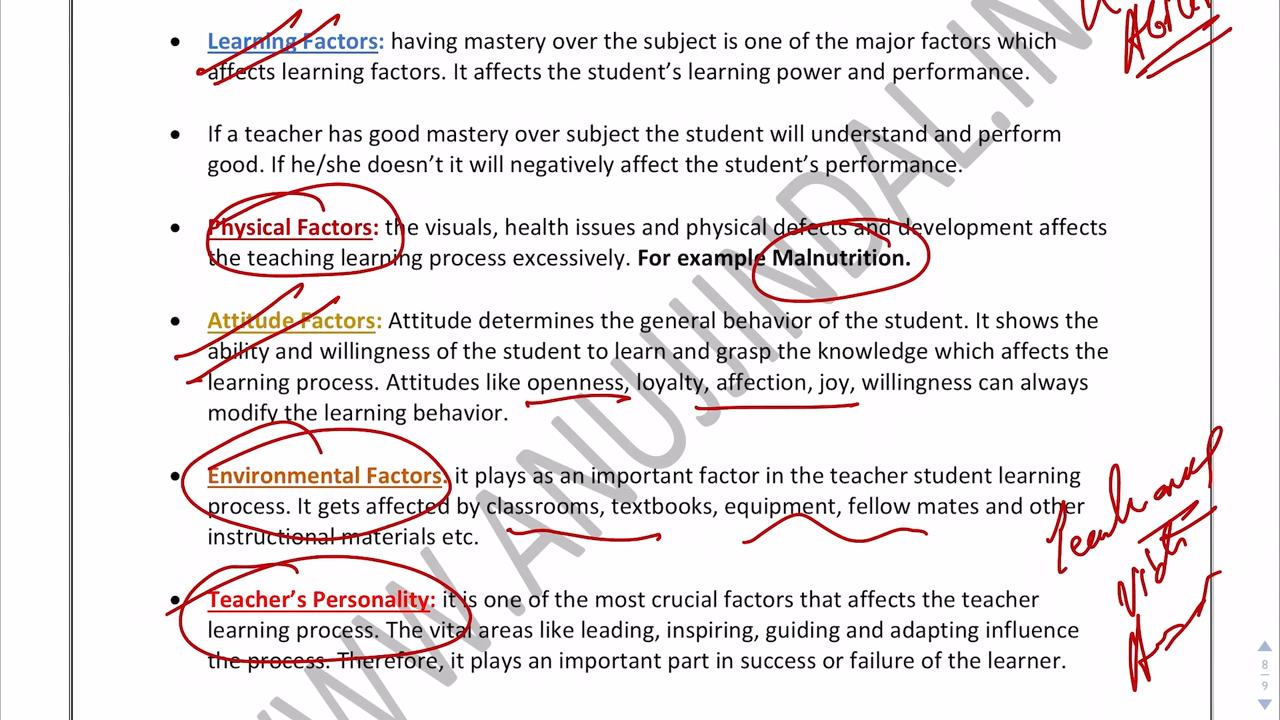 Ability
Learning Factors: having mastery over the subject is one of the major factors which
affects learning factors. It affects the student’s learning power and performance.
If a teacher has good mastery over subject the student will understand and perform
good. If he/she doesn’t it will negatively affect the student’s performance.
Physical Factors: the visuals, health issues and physical defects and development affects
the teaching learning process excessively. For example Malnutrition.
Attitude Factors: Attitude determines the general behavior of the student. It shows the
ability and willingness of the student to learn and grasp the knowledge which affects the
learning process. Attitudes like openness, loyalty, affection, joy, willingness can always
modify the learning behavior.
Environmental Factors: it plays as an important factor in the teacher student learning
process. It gets affected by classrooms, textbooks, equipment, fellow mates and other
instructional materials etc.
Teacher’s Personality: it is one of the most crucial factors that affects the teacher
learning process. The vital areas like leading, inspiring, guiding and adapting influence
the process. Therefore, it plays an important part in success or failure of the learner.
WWW.ANUJJINDAL.IN
8
9